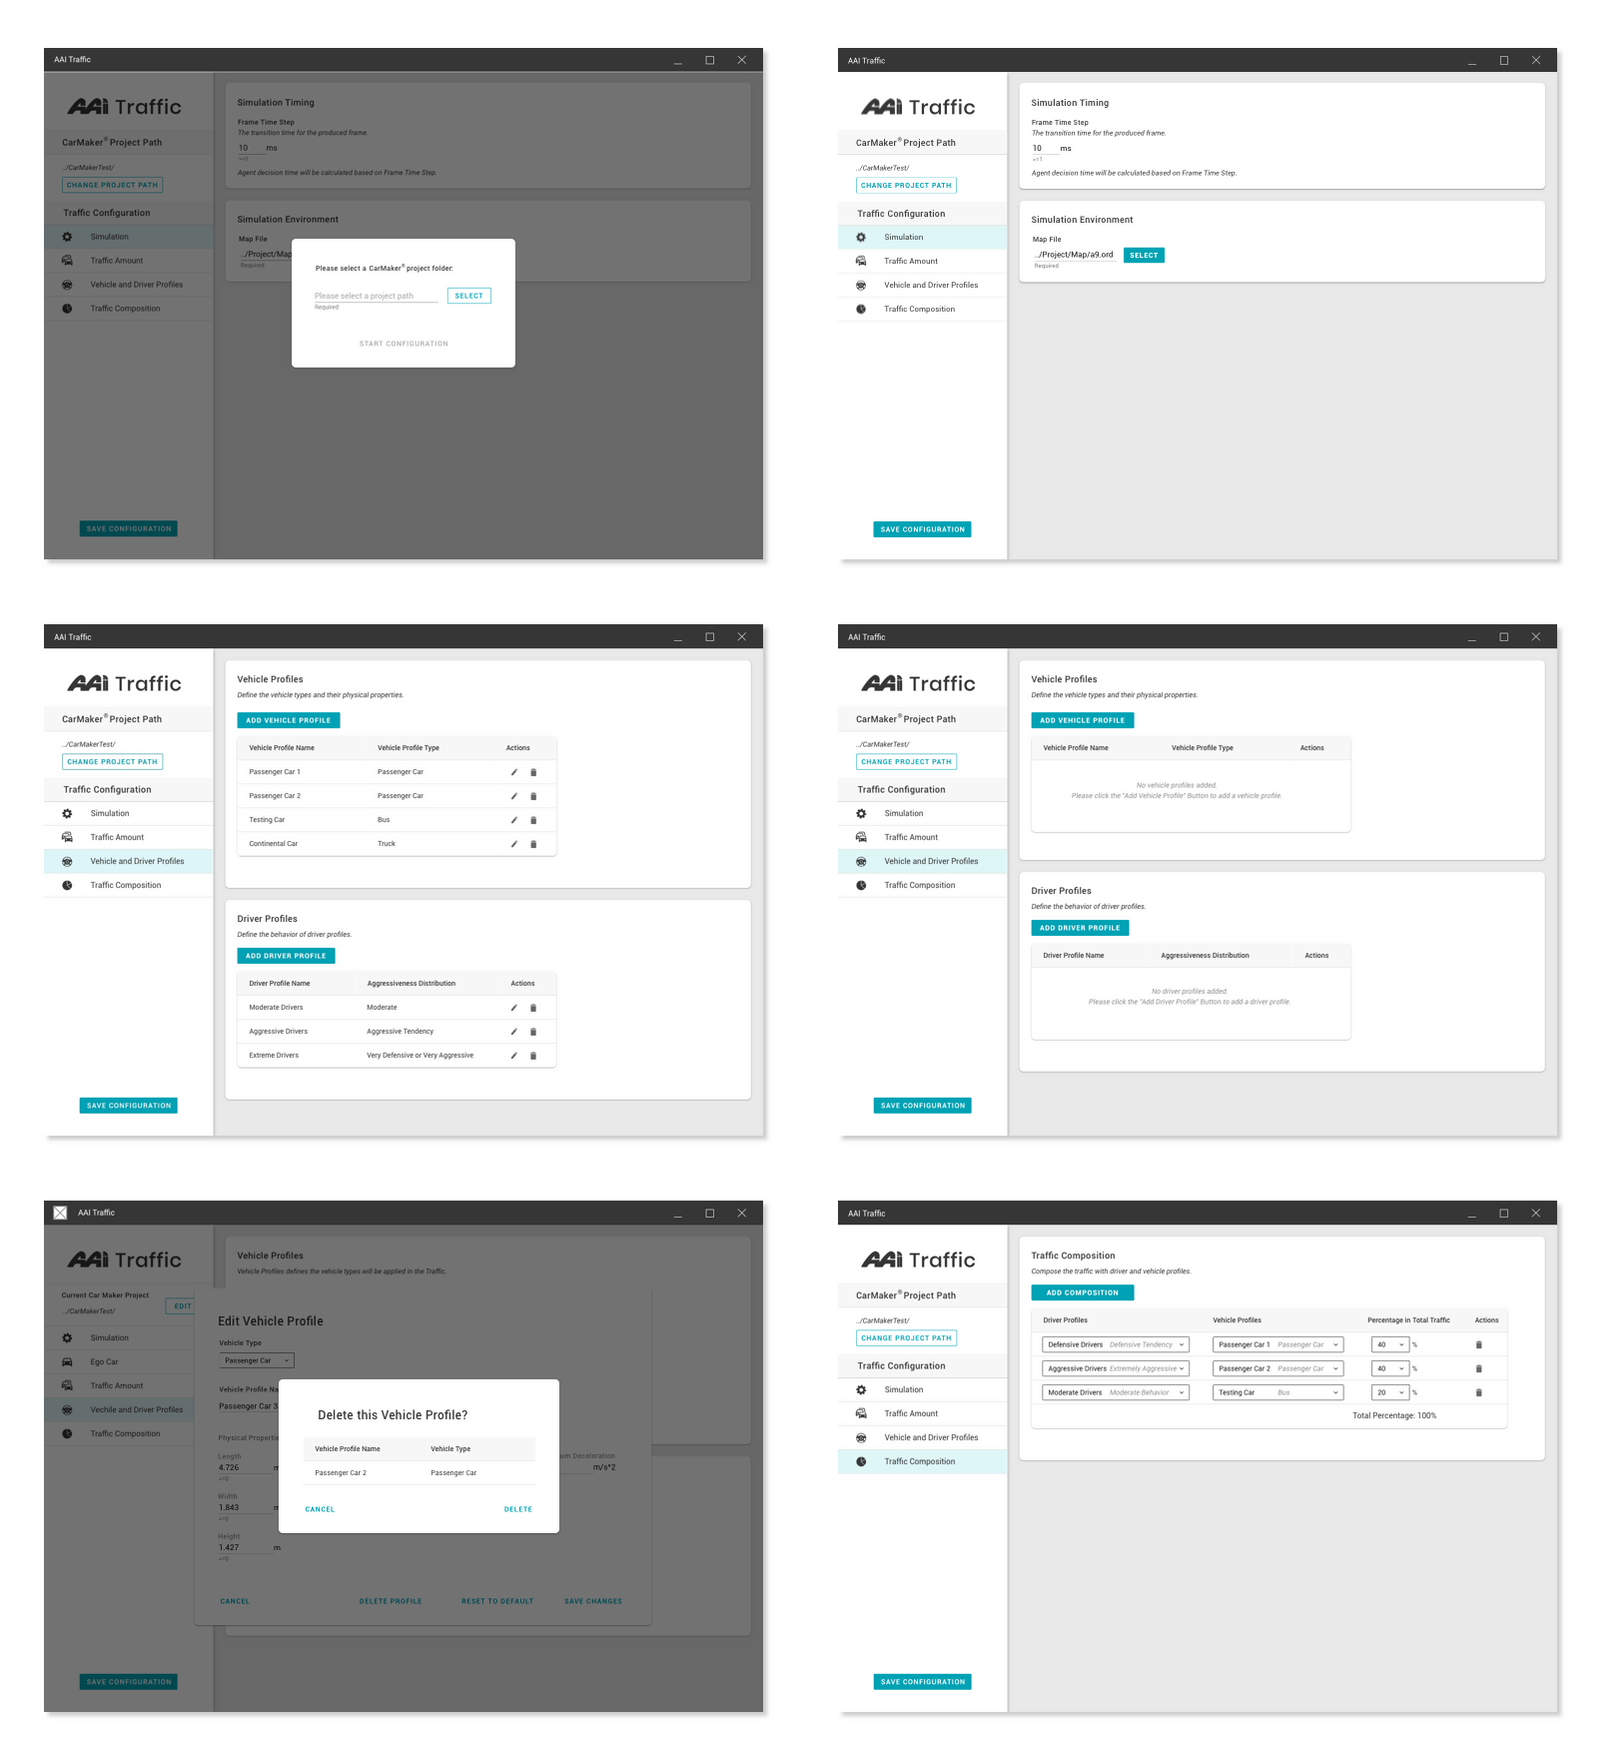 AAI Traffic
AAi Traffic
CarMaker® Project Path
../CarMakerTest/
CHANGE PROJECT PATH
Traffic Configuration
Simulation
Traffic Amount
Vehicle and Driver Profiles
Traffic Composition
SAVE CONFIGURATION
Simulation Timing
Frame Time Step
The transition time for the produced frame.
10 ms
>=1
Agent decision time will be calculated based on Frame Time Step.
Simulation Environment
Map File
../Project/Map
Required
Please select a CarMaker® project folder:
Please select a project path SELECT
Required
START CONFIGURATION
AAI Traffic
AAi Traffic
CarMaker® Project Path
../CarMakerTest/
CHANGE PROJECT PATH
Traffic Configuration
Simulation
Traffic Amount
Vehicle and Driver Profiles
Traffic Composition
SAVE CONFIGURATION
Simulation Timing
Frame Time Step
The transition time for the produced frame.
10 ms
>=1
Agent decision time will be calculated based on Frame Time Step.
Simulation Environment
Map File
../Project/Map/a9.ord SELECT
Required
AAI Traffic
AAi Traffic
CarMaker® Project Path
../CarMakerTest/
CHANGE PROJECT PATH
Traffic Configuration
Simulation
Traffic Amount
Vehicle and Driver Profiles
Traffic Composition
SAVE CONFIGURATION
Vehicle Profiles
Define the vehicle types and their physical properties.
ADD VEHICLE PROFILE
Vehicle Profile Name Vehicle Profile Type Actions
Passenger Car 1 Passenger Car
Passenger Car 2 Passenger Car
Testing Car Bus
Continental Car Truck
Driver Profiles
Define the behavior of driver profiles.
ADD DRIVER PROFILE
Driver Profile Name Aggressiveness Distribution Actions
Moderate Drivers Moderate
Aggressive Drivers Aggressive Tendency
Extreme Drivers Very Defensive or Very Aggressive
AAI Traffic
AAi Traffic
CarMaker® Project Path
../CarMakerTest/
CHANGE PROJECT PATH
Traffic Configuration
Simulation
Traffic Amount
Vehicle and Driver Profiles
Traffic Composition
SAVE CONFIGURATION
Vehicle Profiles
Define the vehicle types and their physical properties.
ADD VEHICLE PROFILE
Vehicle Profile Name Vehicle Profile Type Actions
No vehicle profiles added.
Please click the "Add Vehicle Profile" Button to add a vehicle profile.
Driver Profiles
Define the behavior of driver profiles.
ADD DRIVER PROFILE
Driver Profile Name Aggressiveness Distribution Actions
No driver profiles added.
Please click the "Add Driver Profile" Button to add a driver profile.
AAI Traffic
AAi Traffic
Current Car Maker Project
../CarMakerTest/ EDIT
Simulation
Ego Car
Traffic Amount
Vechile and Driver Profiles
Traffic Composition
SAVE CONFIGURATION
Vehicle Profiles
Vehicle Profiles defines the vehicle types will be applied in the Traffic.
Edit Vehicle Profile
Vehicle Type
Passenger Car
Vehicle Profile Na
Passenger Car 3
Physical Propertie
Length um Deceleration
4.726 m m/s^2
>=0
Width
1.843 m
>=0
Height
1.427 m
>=0
CANCEL DELETE PROFILE RESET TO DEFAULT SAVE CHANGES
Delete this Vehicle Profile?
Vehicle Profile Name Vehicle Type
Passenger Car 2 Passenger Car
CANCEL DELETE
AAI Traffic
AAi Traffic
CarMaker® Project Path
../CarMakerTest/
CHANGE PROJECT PATH
Traffic Configuration
Simulation
Traffic Amount
Vehicle and Driver Profiles
Traffic Composition
SAVE CONFIGURATION
Traffic Composition
Compose the traffic with driver and vehicle profiles.
ADD COMPOSITION
Driver Profiles Vehicle Profiles Percentage in Total Traffic Actions
Defensive Drivers Defensive Tendency Passenger Car 1 Passenger Car 40 %
Aggressive Drivers Extremely Aggressive Passenger Car 2 Passenger Car 40 %
Moderate Drivers Moderate Behavior Testing Car Bus 20 %
Total Percentage: 100%